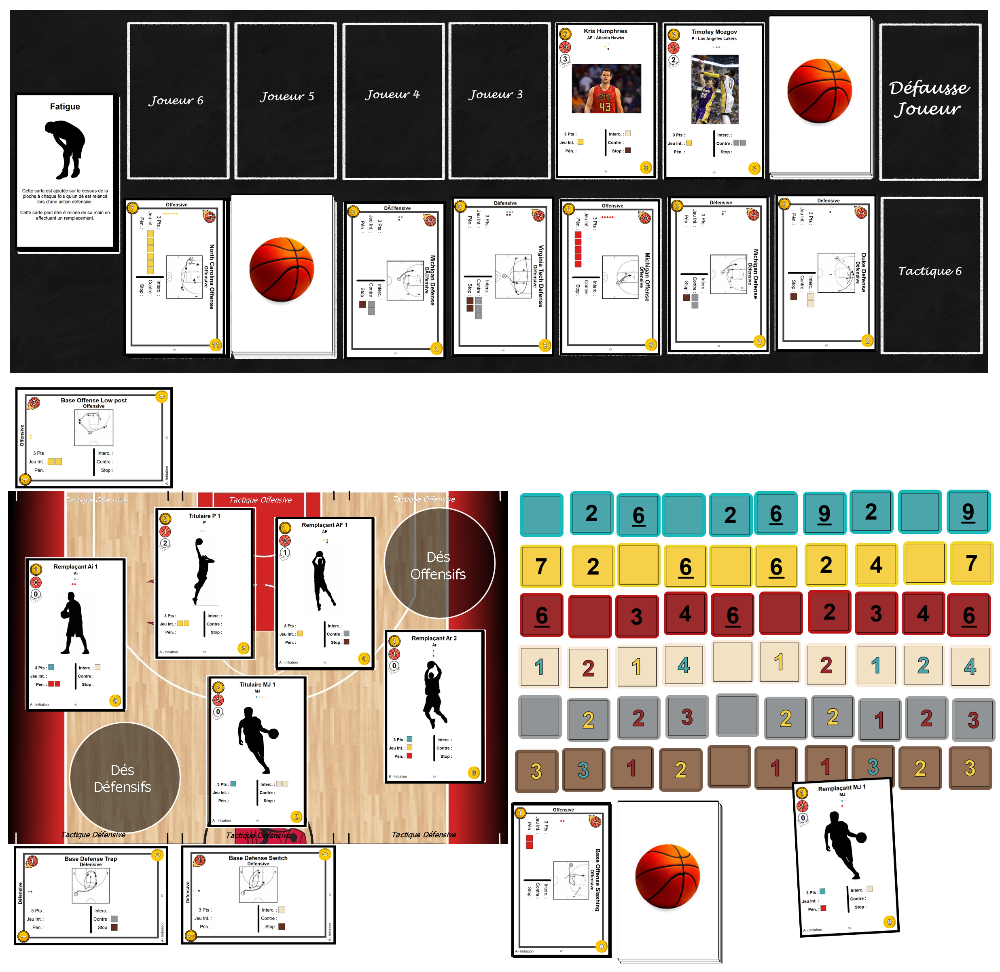 Fatigue
Cette carte est ajoutée sur le dessus de la
pioche à chaque fois qu'un dé est relancé
lors d'une action défensive.
Cette carte peut être éliminée de sa main en
effectuant un remplacement.
Joueur 6
Joueur 5
Joueur 4
Joueur 3
3
0
3
Kris Humphries
AF - Atlanta Hawks
ATL
43
3 Pts :
Jeu Int. :
Pén. :
Interc. :
Contre :
Stop :
V2
3
3
1
2
Timofey Mozgov
P - Los Angeles Lakers
20
13
3 Pts :
Jeu Int. :
Pén. :
Interc. :
Contre :
Stop :
V2
3
Défausse
Joueur
7
Offensive
11
North Carolina Offense
Offensive
3 Pts :
Jeu Int. :
Pén. :
Interc. :
Contre :
Stop :
V2
11
3
DÃ©fensive
3
Michigan Defense
DÃ©fensive
3 Pts :
Jeu Int. :
Pén. :
Interc. :
Contre :
Stop :
V2
2
6
Défensive
7
Virginia Tech Defense
Défensive
3 Pts :
Jeu Int. :
Pén. :
Interc. :
Contre :
Stop :
V2
8
6
Offensive
9
Michigan Offense
Offensive
3 Pts :
Jeu Int. :
Pén. :
Interc. :
Contre :
Stop :
V2
8
3
Défensive
3
Michigan Defense
Défensive
3 Pts :
Jeu Int. :
Pén. :
Interc. :
Contre :
Stop :
V2
2
3
Défensive
3
Duke Defense
Défensive
3 Pts :
Jeu Int. :
Pén. :
Interc. :
Contre :
Stop :
V2
2
Tactique 6
3
Base Offense Low post
Offensive
0
Offensive
3 Pts :
Jeu Int. :
Pén. :
Interc. :
Contre :
Stop :
1
A - Initiation
V2
Tactique Offensive
Tactique Offensive
Tactique Offensive
Dés
Offensifs
1
0
0
Remplaçant Ai 1
Ai
3 Pts :
Jeu Int. :
Pén. :
Interc. :
Contre :
Stop :
A - Initiation
V2
0
2
1
2
Titulaire P 1
P
3 Pts :
Jeu Int. :
Pén. :
Interc. :
Contre :
Stop :
A - Initiation
V2
2
1
0
1
Remplaçant AF 1
AF
3 Pts :
Jeu Int. :
Pén. :
Interc. :
Contre :
Stop :
A - Initiation
V2
0
2
2
0
Titulaire MJ 1
MJ
3 Pts :
Jeu Int. :
Pén. :
Interc. :
Contre :
Stop :
A - Initiation
V2
2
1
1
0
Remplaçant Ar 2
Ar
3 Pts :
Jeu Int. :
Pén. :
Interc. :
Contre :
Stop :
B - Initiation
V2
0
Dés
Défensifs
Tactique Défensive
Tactique Défensive
Tactique Défensive
2 6 2 6 9 2 9
7 2 6 6 2 4 7
6 3 4 6 2 3 4 6
1 2 1 4 1 2 1 2 4
2 2 3 2 2 1 2 3
3 3 1 2 1 1 3 2 3
1
Base Defense Trap
Défensive
0
Défensive
3 Pts :
Jeu Int. :
Pén. :
Interc. :
Contre :
Stop :
1
A - Initiation
V2
1
Base Defense Switch
Défensive
0
Défensive
3 Pts :
Jeu Int. :
Pén. :
Interc. :
Contre :
Stop :
1
A - Initiation
V2
1
Offensive
3
Base Offense Slashing
Offensive
3 Pts :
Jeu Int. :
Pén. :
Interc. :
Contre :
Stop :
A - Initiation
V2
0
1
1
0
Remplaçant MJ 1
MJ
3 Pts :
Jeu Int. :
Pén. :
Interc. :
Contre :
Stop :
A - Initiation
V2
0